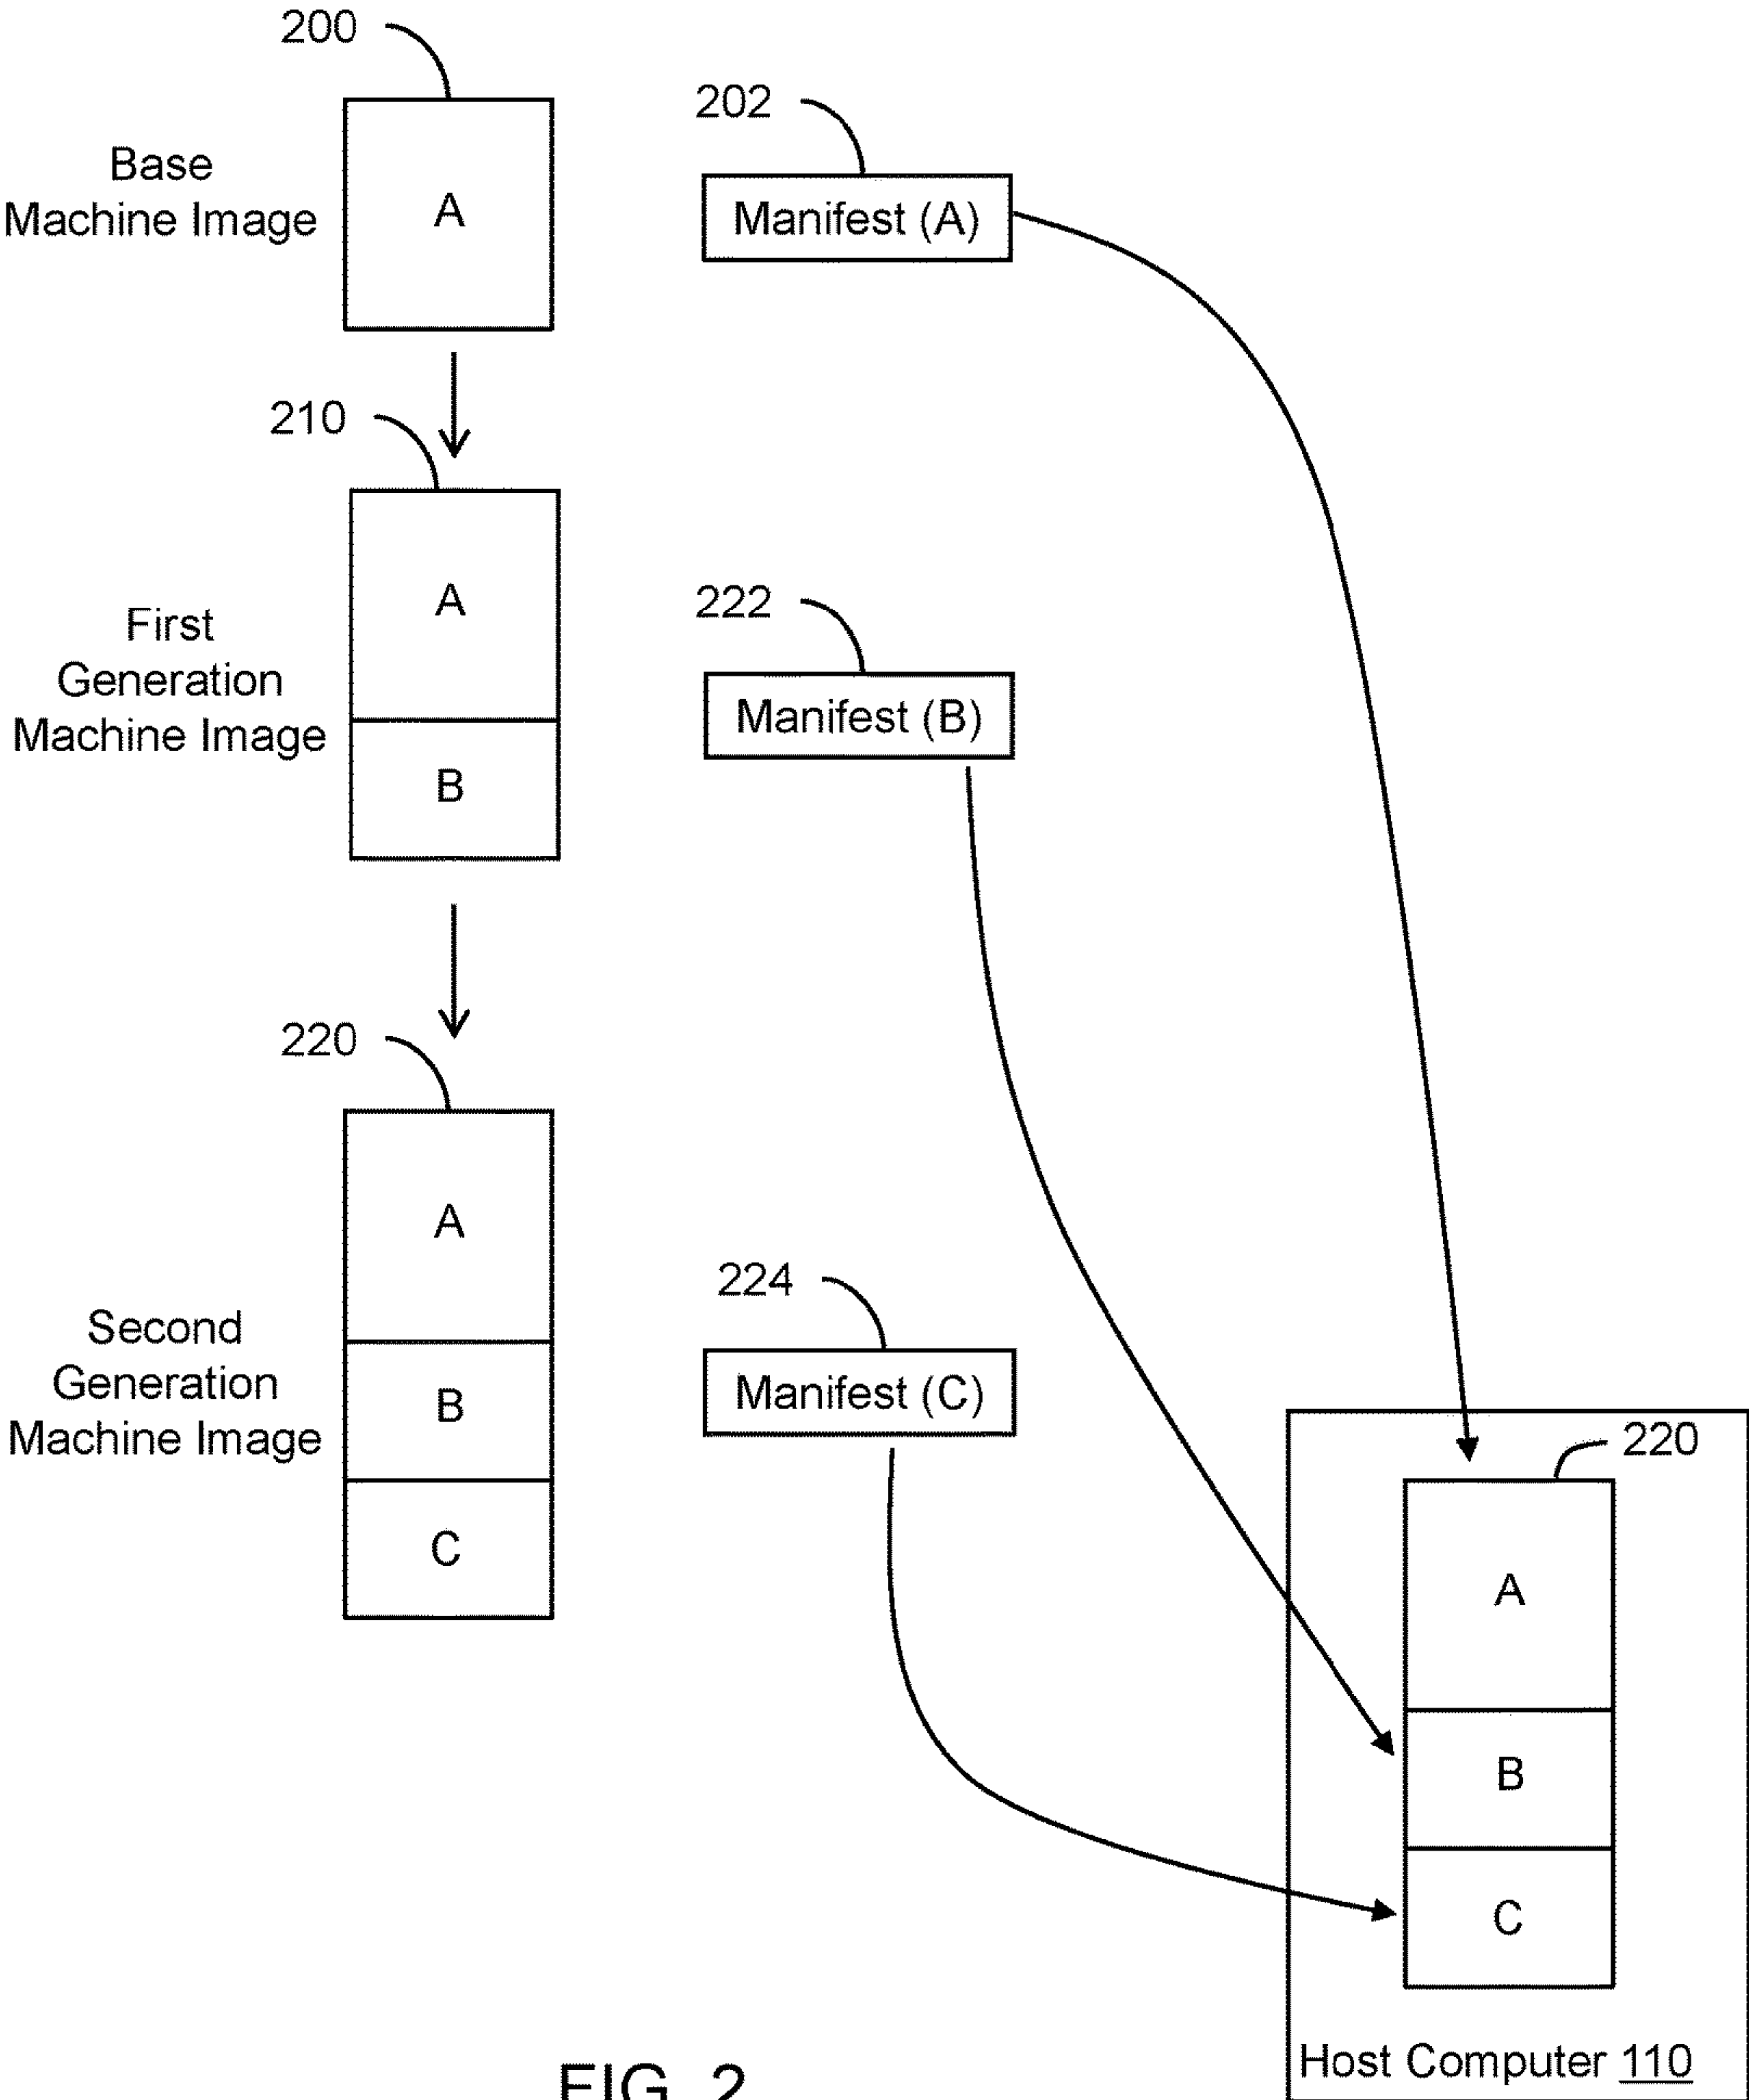 200
202
Base
Machine Image
A
Manifest (A)
210
First
Generation
Machine Image
A
B
222
Manifest (B)
220
Second
Generation
Machine Image
A
B
C
224
Manifest (C)
220
A
B
C
Host Computer 110
FIG. 2